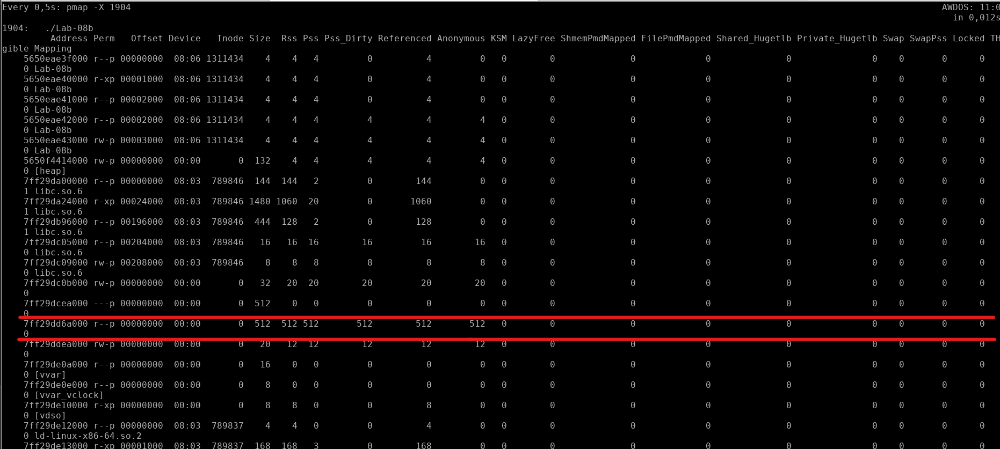 Every 0,5s: pmap -X 1904 AWDOS: 11:0
in 0,012s
1904: ./Lab-08b
Address Perm Offset Device Inode Size Rss Pss Pss_Dirty Referenced Anonymous KSM LazyFree ShmemPmdMapped FilePmdMapped Shared_Hugetlb Private_Hugetlb Swap SwapPss Locked TH
gible Mapping
5650eae3f000 r--p 00000000 08:06 1311434 4 4 4 0 4 0 0 0 0 0 0 0 0 0 0
0 Lab-08b
5650eae40000 r-xp 00001000 08:06 1311434 4 4 4 0 4 0 0 0 0 0 0 0 0 0 0
0 Lab-08b
5650eae41000 r--p 00002000 08:06 1311434 4 4 4 0 4 0 0 0 0 0 0 0 0 0 0
0 Lab-08b
5650eae42000 r--p 00002000 08:06 1311434 4 4 4 4 4 4 0 0 0 0 0 0 0 0 0
0 Lab-08b
5650eae43000 rw-p 00003000 08:06 1311434 4 4 4 4 4 4 0 0 0 0 0 0 0 0 0
0 Lab-08b
5650f4414000 rw-p 00000000 00:00 0 132 4 4 4 4 4 0 0 0 0 0 0 0 0 0
0 [heap]
7ff29da00000 r--p 00000000 08:03 789846 144 144 2 0 144 0 0 0 0 0 0 0 0 0 0
1 libc.so.6
7ff29da24000 r-xp 00024000 08:03 789846 1480 1060 20 0 1060 0 0 0 0 0 0 0 0 0 0
1 libc.so.6
7ff29db96000 r--p 00196000 08:03 789846 444 128 2 0 128 0 0 0 0 0 0 0 0 0 0
1 libc.so.6
7ff29dc05000 r--p 00204000 08:03 789846 16 16 16 16 16 16 0 0 0 0 0 0 0 0 0
0 libc.so.6
7ff29dc09000 rw-p 00208000 08:03 789846 8 8 8 8 8 8 0 0 0 0 0 0 0 0 0
0 libc.so.6
7ff29dc0b000 rw-p 00000000 00:00 0 32 20 20 20 20 20 0 0 0 0 0 0 0 0 0
0
7ff29dcea000 ---p 00000000 00:00 0 512 0 0 0 0 0 0 0 0 0 0 0 0 0 0
0
7ff29dd6a000 r--p 00000000 00:00 0 512 512 512 512 512 512 0 0 0 0 0 0 0 0 0
0
7ff29ddea000 rw-p 00000000 00:00 0 20 12 12 12 12 12 0 0 0 0 0 0 0 0 0
0
7ff29de0a000 r--p 00000000 00:00 0 16 0 0 0 0 0 0 0 0 0 0 0 0 0 0
0 [vvar]
7ff29de0e000 r--p 00000000 00:00 0 8 0 0 0 0 0 0 0 0 0 0 0 0 0 0
0 [vvar_vclock]
7ff29de10000 r-xp 00000000 00:00 0 8 8 0 0 8 0 0 0 0 0 0 0 0 0 0
0 [vdso]
7ff29de12000 r--p 00000000 08:03 789837 4 4 0 0 4 0 0 0 0 0 0 0 0 0 0
0 ld-linux-x86-64.so.2
7ff29de13000 r-xp 00001000 08:03 789837 168 168 3 0 168 0 0 0 0 0 0 0 0 0 0